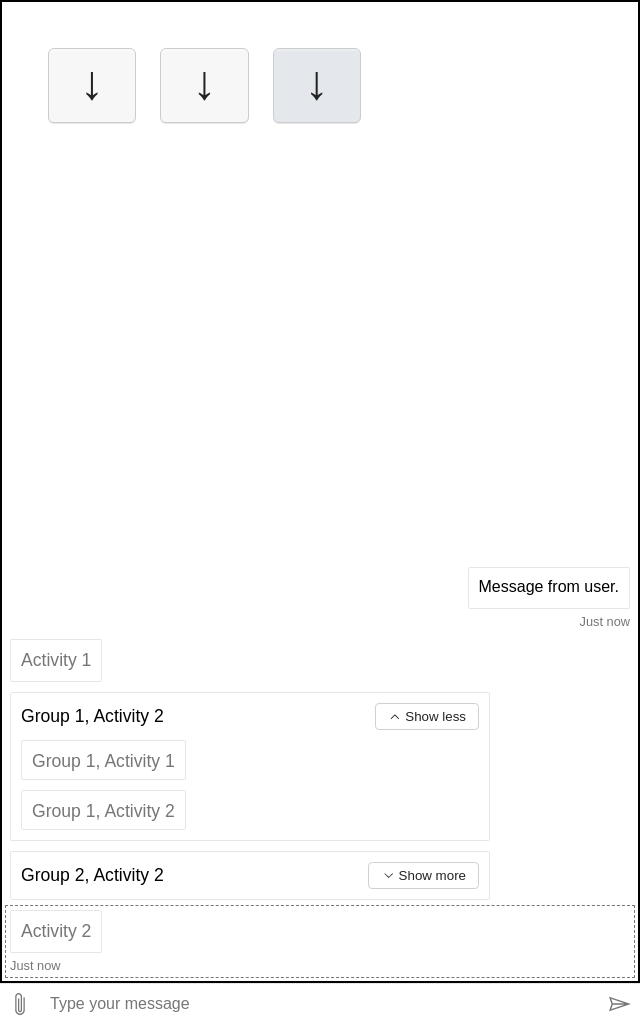 ↓ ↓ ↓
Message from user.
Just now
Activity 1
Group 1, Activity 2 Show less
Group 1, Activity 1
Group 1, Activity 2
Group 2, Activity 2 Show more
Activity 2
Just now
Type your message